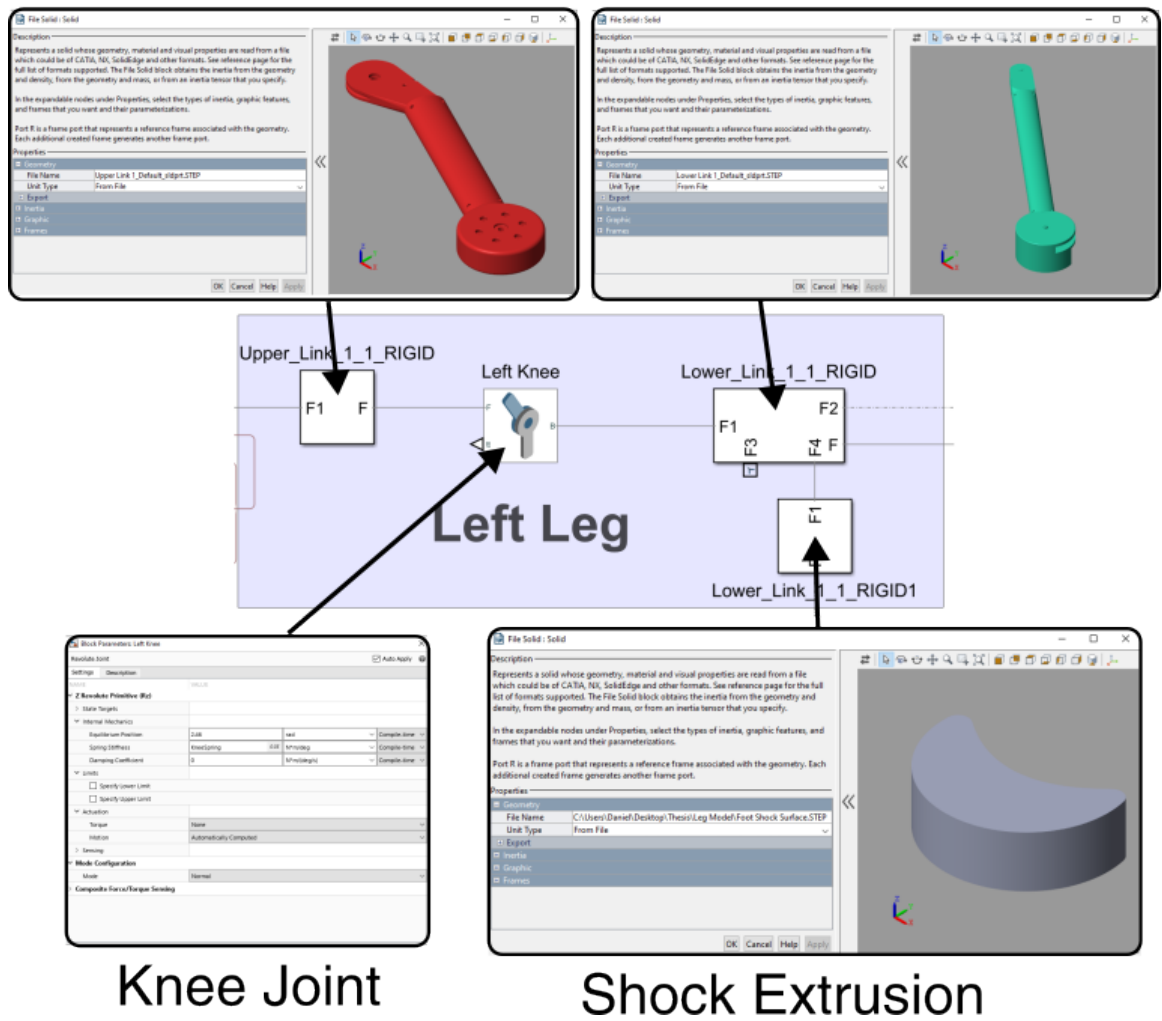 File Solid : Solid
Description
Represents a solid whose geometry, material and visual properties are read from a file
which could be of CATIA, NX, SolidEdge and other formats. See reference page for the
full list of formats supported. The File Solid block obtains the inertia from the geometry
and density, from the geometry and mass, or from an inertia tensor that you specify.
In the expandable nodes under Properties, select the types of inertia, graphic features,
and frames that you want and their parameterizations.
Port R is a frame port that represents a reference frame associated with the geometry.
Each additional created frame generates another frame port.
Properties
Geometry
File Name Upper Link 1_Default_sldprt.STEP
Unit Type From File
Export
Inertia
Graphic
Frames
OK Cancel Help Apply
File Solid : Solid
Description
Represents a solid whose geometry, material and visual properties are read from a file
which could be of CATIA, NX, SolidEdge and other formats. See reference page for the
full list of formats supported. The File Solid block obtains the inertia from the geometry
and density, from the geometry and mass, or from an inertia tensor that you specify.
In the expandable nodes under Properties, select the types of inertia, graphic features,
and frames that you want and their parameterizations.
Port R is a frame port that represents a reference frame associated with the geometry.
Each additional created frame generates another frame port.
Properties
Geometry
File Name Lower Link 1_Default_sldprt.STEP
Unit Type From File
Export
Inertia
Graphic
Frames
OK Cancel Help Apply
Upper_Link_1_1_RIGID
F1 F
Left Knee
F
B
Lower_Link_1_1_RIGID
F1
F2
F3
F4
F
Left Leg
F1
Lower_Link_1_1_RIGID1
Block Parameters: Left Knee
Revolute Joint
Auto Apply
Settings Description
NAME VALUE
Z Revolute Primitive (Rz)
State Targets
Internal Mechanics
Equilibrium Position rad Compile-time
Spring Stiffness KneeSpring N*m/deg Compile-time
Damping Coefficient 0 N*m/(deg/s) Compile-time
Limits
Specify Lower Limit
Specify Upper Limit
Actuation
Torque None
Motion Automatically Computed
Sensing
Mode Configuration
Mode Normal
Composite Force/Torque Sensing
Knee Joint
File Solid : Solid
Description
Represents a solid whose geometry, material and visual properties are read from a file
which could be of CATIA, NX, SolidEdge and other formats. See reference page for the full
list of formats supported. The File Solid block obtains the inertia from the geometry and
density, from the geometry and mass, or from an inertia tensor that you specify.
In the expandable nodes under Properties, select the types of inertia, graphic features, and
frames that you want and their parameterizations.
Port R is a frame port that represents a reference frame associated with the geometry. Each
additional created frame generates another frame port.
Properties
Geometry
File Name C:\Users\Daniel\Desktop\Thesis\Leg Model\Foot Shock Surface.STEP
Unit Type From File
Export
Inertia
Graphic
Frames
OK Cancel Help Apply
Shock Extrusion